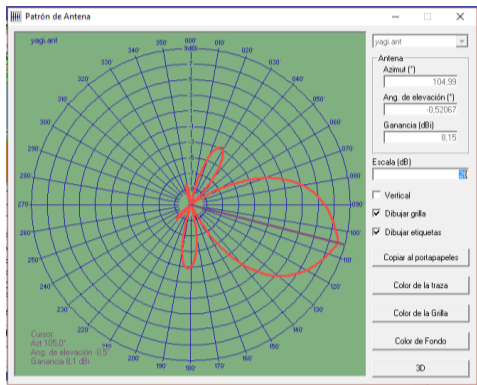 Patrón de Antena
yagi.ant
000
010
020
030
040
050
060
070
080
090
100
110
120
130
140
150
160
170
180
190
200
210
220
230
240
250
260
270
280
290
300
310
320
330
340
350
Cursor:
Azt 105,0°
Ang. de elevación -0,5°
Ganancia 8,1 dBi
yagi.ant
Antena
Azimut (°)
104,99
Ang. de elevación (°)
-0,52067
Ganancia (dBi)
8,15
Escala (dB)
Vertical
Dibujar grilla
Dibujar etiquetas
Copiar al portapapeles
Color de la traza
Color de la Grilla
Color de Fondo
3D